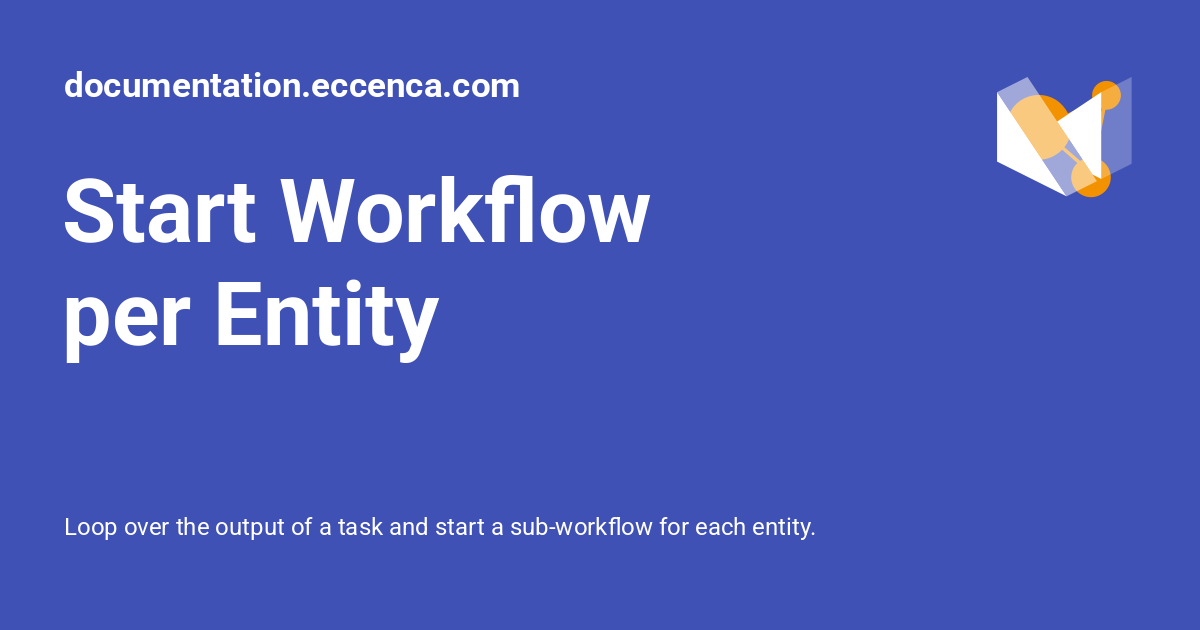 documentation.eccenca.com
Start Workflow
per Entity
Loop over the output of a task and start a sub-workflow for each entity.